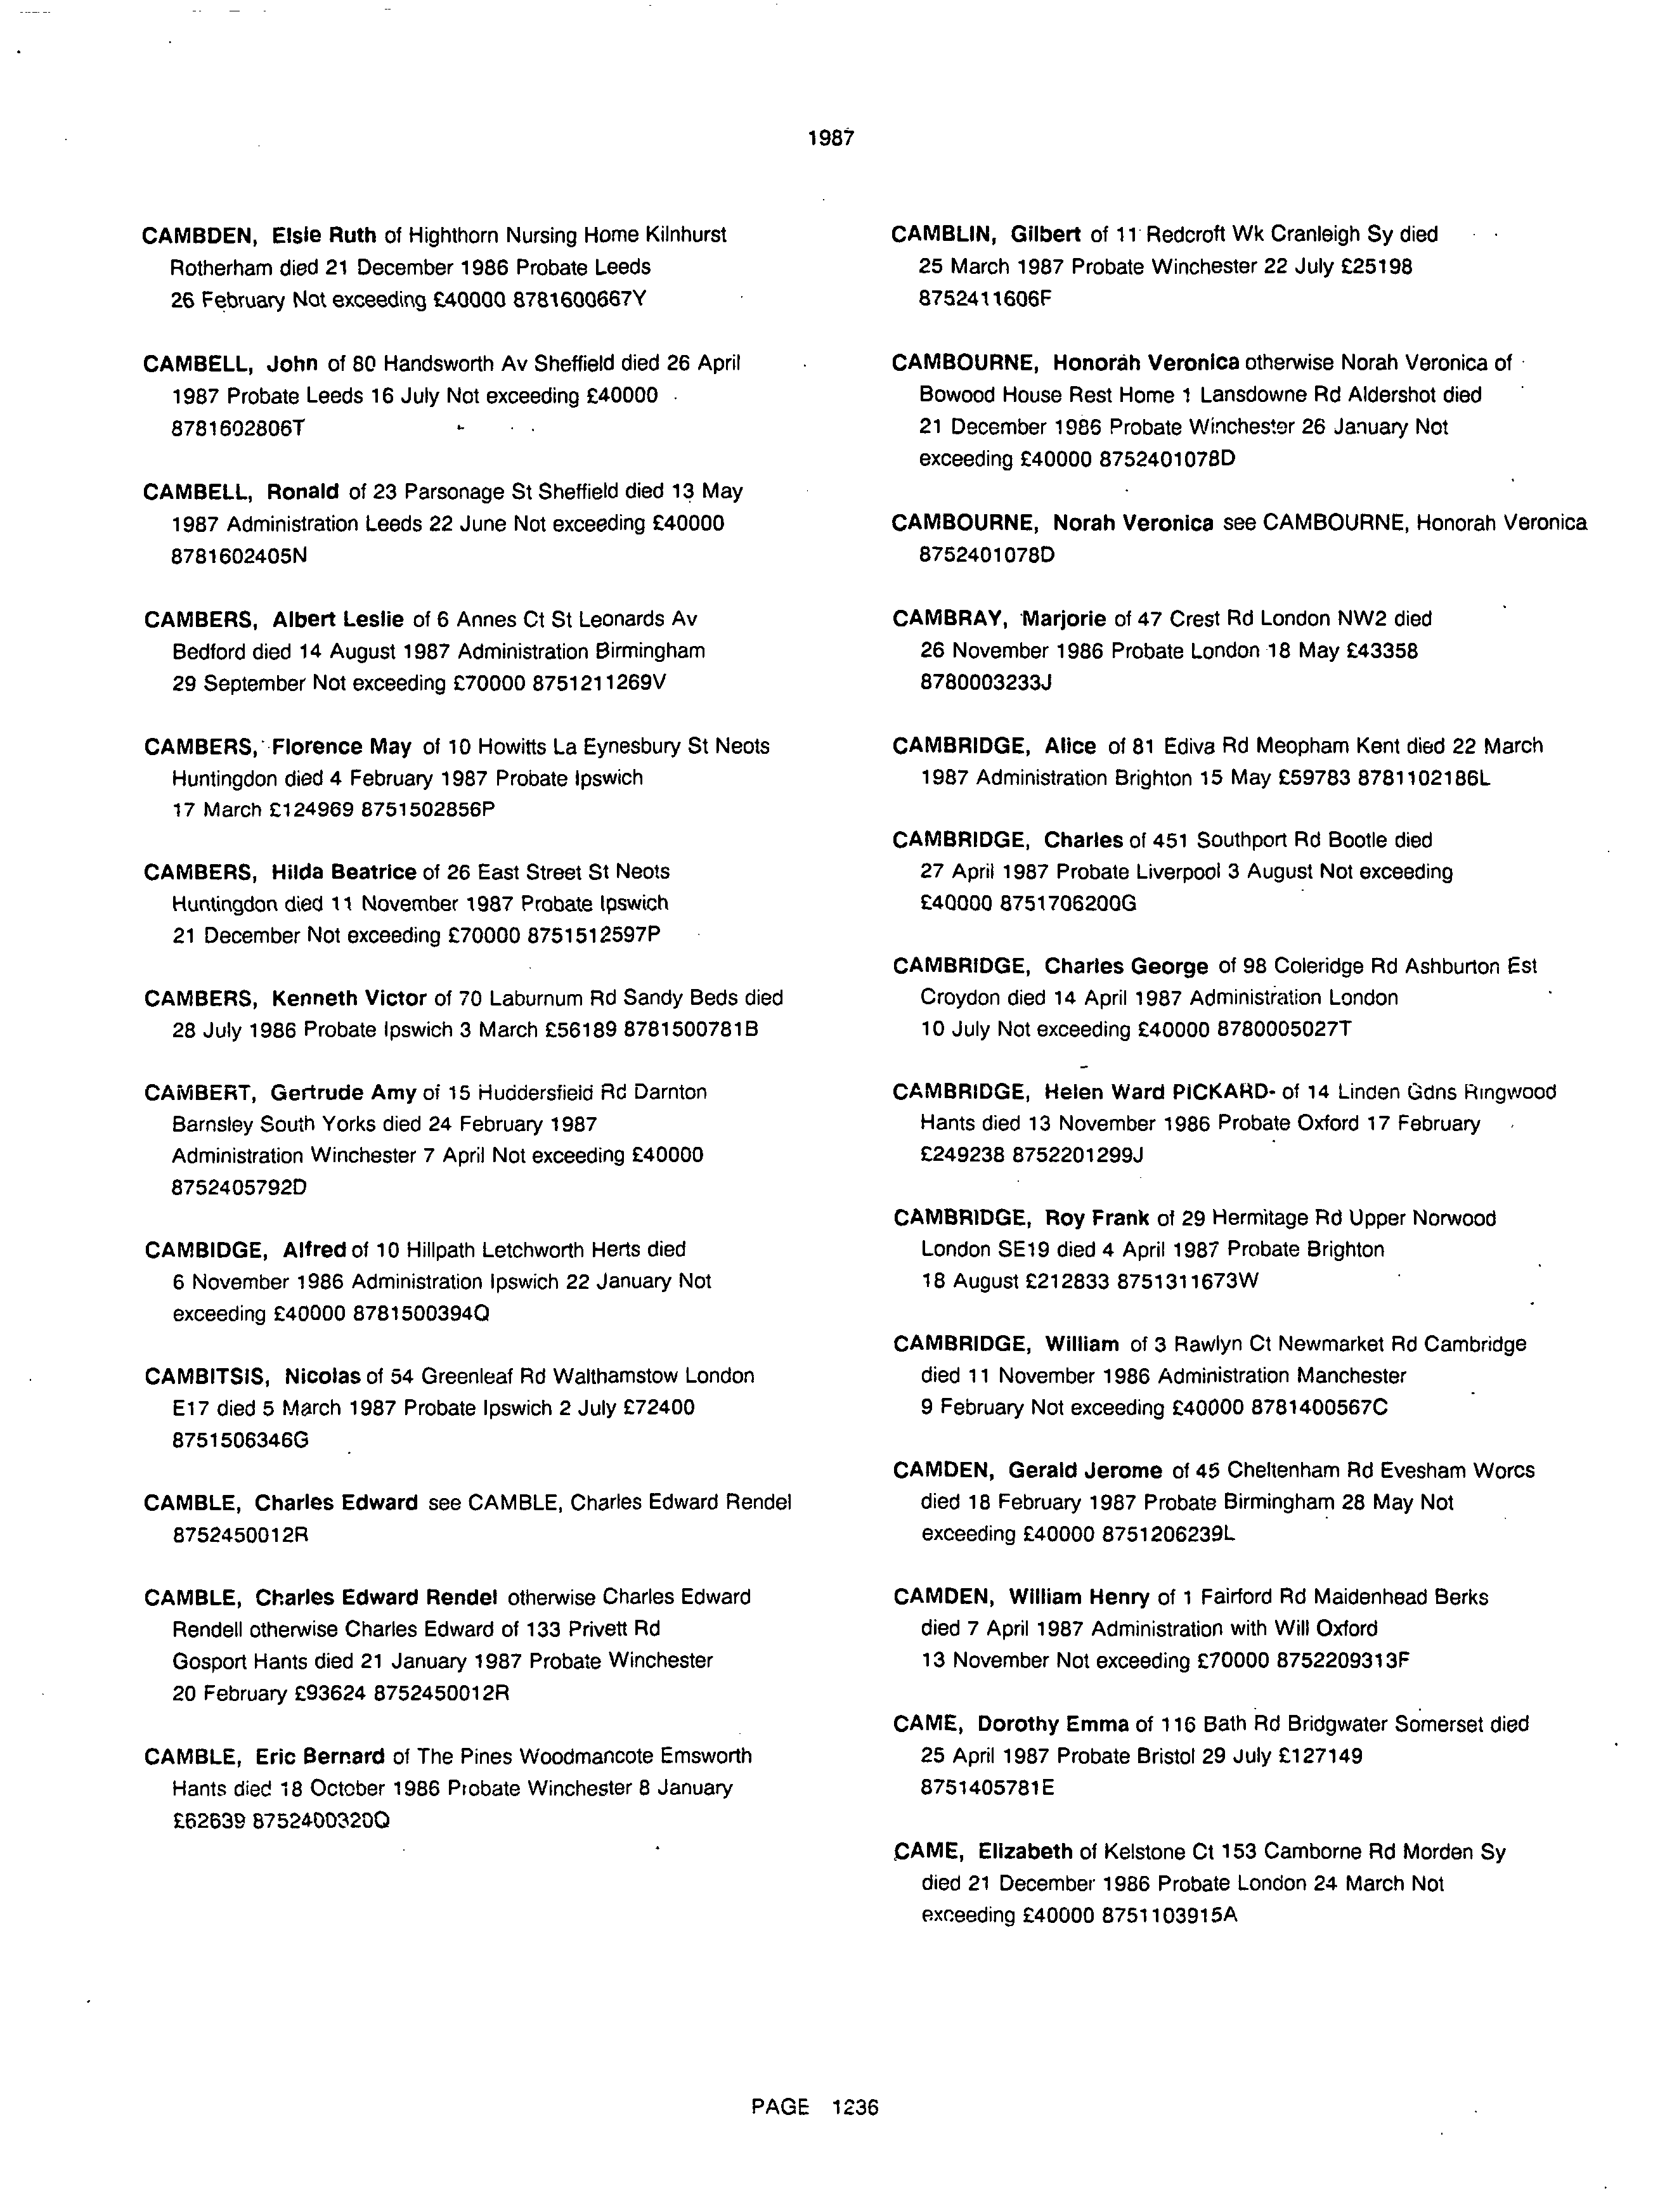 1987
CAMBDEN, Elsie Ruth of Highthorn Nursing Home Kilnhurst
Rotherham died 21 December 1986 Probate Leeds
26 February Not exceeding £40000 8781600667Y
CAMBELL, John of 80 Handsworth Av Sheffield died 26 April
1987 Probate Leeds 16 July Not exceeding £40000
8781602806T
CAMBELL, Ronald of 23 Parsonage St Sheffield died 13 May
1987 Administration Leeds 22 June Not exceeding £40000
8781602405N
CAMBERS, Albert Leslie of 6 Annes Ct St Leonards Av
Bedford died 14 August 1987 Administration Birmingham
29 September Not exceeding £70000 8751211269V
CAMBERS, Florence May of 10 Howitts La Eynesbury St Neots
Huntingdon died 4 February 1987 Probate Ipswich
17 March £124969 8751502856P
CAMBERS, Hilda Beatrice of 26 East Street St Neots
Huntingdon died 11 November 1987 Probate Ipswich
21 December Not exceeding £70000 8751512597P
CAMBERS, Kenneth Victor of 70 Laburnum Rd Sandy Beds died
28 July 1986 Probate Ipswich 3 March £56189 8781500781B
CAMBERT, Gertrude Amy of 15 Huddersfield Rd Darnton
Barnsley South Yorks died 24 February 1987
Administration Winchester 7 April Not exceeding £40000
8752405792D
CAMBIDGE, Alfred of 10 Hillpath Letchworth Herts died
6 November 1986 Administration Ipswich 22 January Not
exceeding £40000 8781500394Q
CAMBITSIS, Nicolas of 54 Greenleaf Rd Walthamstow London
E17 died 5 March 1987 Probate Ipswich 2 July £72400
8751506346G
CAMBLE, Charles Edward see CAMBLE, Charles Edward Rendel
8752450012R
CAMBLE, Charles Edward Rendel otherwise Charles Edward
Rendell otherwise Charles Edward of 133 Privett Rd
Gosport Hants died 21 January 1987 Probate Winchester
20 February £93624 8752450012R
CAMBLE, Eric Bernard of The Pines Woodmancote Emsworth
Hants died 18 October 1986 Probate Winchester 8 January
£62639 8752400320Q
CAMBLIN, Gilbert of 11 Redcroft Wk Cranleigh Sy died
25 March 1987 Probate Winchester 22 July £25198
8752411606F
CAMBOURNE, Honorah Veronica otherwise Norah Veronica of
Bowood House Rest Home 1 Lansdowne Rd Aldershot died
21 December 1986 Probate Winchester 26 January Not
exceeding £40000 8752401078D
CAMBOURNE, Norah Veronica see CAMBOURNE, Honorah Veronica
8752401078D
CAMBRAY, Marjorie of 47 Crest Rd London NW2 died
26 November 1986 Probate London 18 May £43358
8780003233J
CAMBRIDGE, Alice of 81 Ediva Rd Meopham Kent died 22 March
1987 Administration Brighton 15 May £59783 8781102186L
CAMBRIDGE, Charles of 451 Southport Rd Bootle died
27 April 1987 Probate Liverpool 3 August Not exceeding
£40000 8751706200G
CAMBRIDGE, Charles George of 98 Coleridge Rd Ashburton Est
Croydon died 14 April 1987 Administration London
10 July Not exceeding £40000 8780005027T
CAMBRIDGE, Helen Ward PICKARD- of 14 Linden Gdns Ringwood
Hants died 13 November 1986 Probate Oxford 17 February
£249238 8752201299J
CAMBRIDGE, Roy Frank of 29 Hermitage Rd Upper Norwood
London SE19 died 4 April 1987 Probate Brighton
18 August £212833 8751311673W
CAMBRIDGE, William of 3 Rawlyn Ct Newmarket Rd Cambridge
died 11 November 1986 Administration Manchester
9 February Not exceeding £40000 8781400567C
CAMDEN, Gerald Jerome of 45 Cheltenham Rd Evesham Worcs
died 18 February 1987 Probate Birmingham 28 May Not
exceeding £40000 8751206239L
CAMDEN, William Henry of 1 Fairford Rd Maidenhead Berks
died 7 April 1987 Administration with Will Oxford
13 November Not exceeding £70000 8752209313F
CAME, Dorothy Emma of 116 Bath Rd Bridgwater Somerset died
25 April 1987 Probate Bristol 29 July £127149
8751405781E
CAME, Elizabeth of Kelstone Ct 153 Camborne Rd Morden Sy
died 21 December 1986 Probate London 24 March Not
exceeding £40000 8751103915A
PAGE 1236